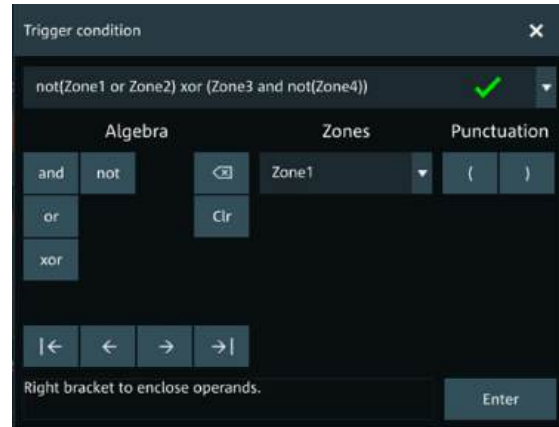 Trigger condition ×
not(Zone1 or Zone2) xor (Zone3 and not(Zone4))
Algebra Zones Punctuation
and not Zone1 ( )
or Clr
xor
|← ← → →|
Right bracket to enclose operands.
Enter